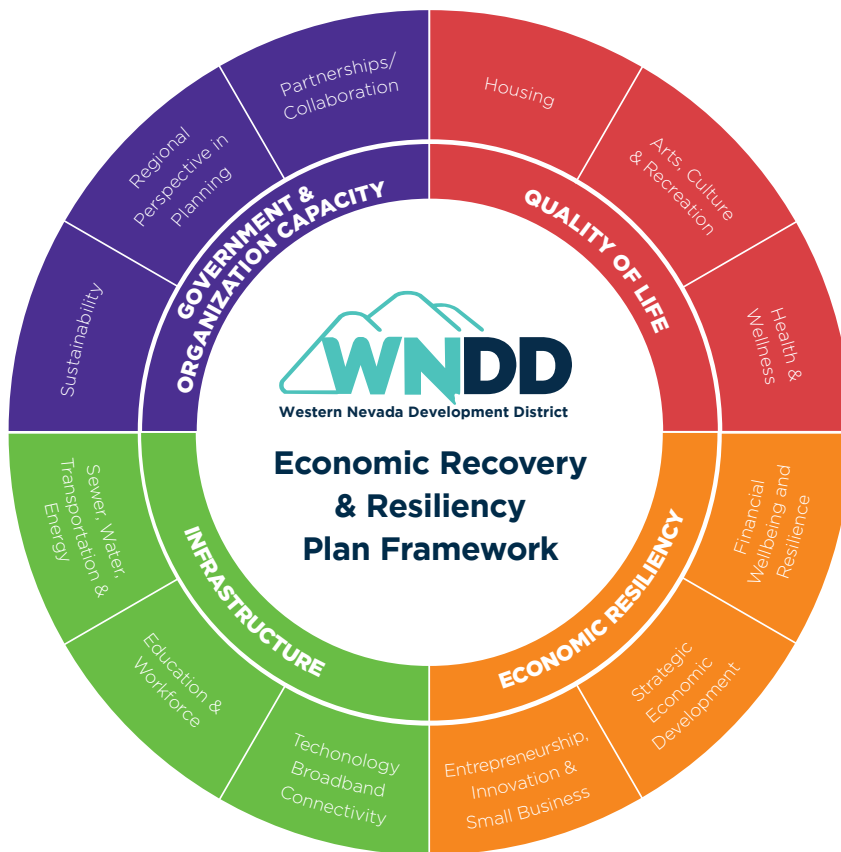 Partnerships/
Collaboration
Housing
Regional
Perspective in
Planning
Arts, Culture
& Recreation
GOVERNMENT &
ORGANIZATION CAPACITY
QUALITY OF LIFE
Sustainability
Health &
Wellness
WNDD
Western Nevada Development District
Economic Recovery
& Resiliency
Plan Framework
Sewer, Water,
Transportation &
Energy
Financial
Wellbeing and
Resilience
INFRASTRUCTURE
ECONOMIC RESILIENCY
Education &
Workforce
Strategic
Economic
Development
Techonology
Broadband
Connectivity
Entrepreneurship,
Innovation &
Small Business